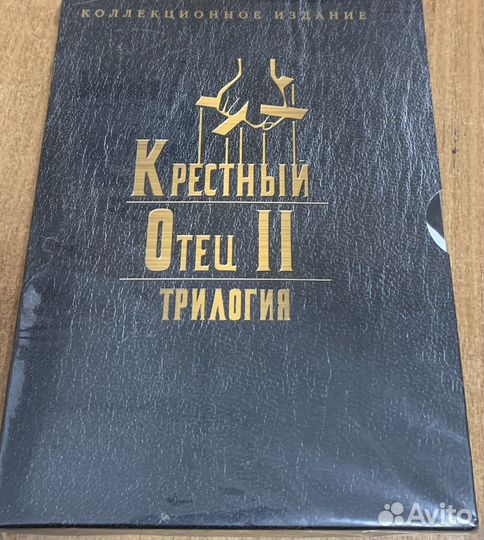 КОЛЛЕКЦИОННОЕ ИЗДАНИЕ
КРЕСТНЫЙ
ОТЕЦ II
ТРИЛОГИЯ
Avito